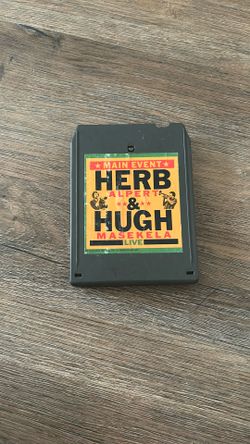 ★ MAIN EVENT ★
HERB
ALPERT
&
HUGH
MASEKELA
LIVE